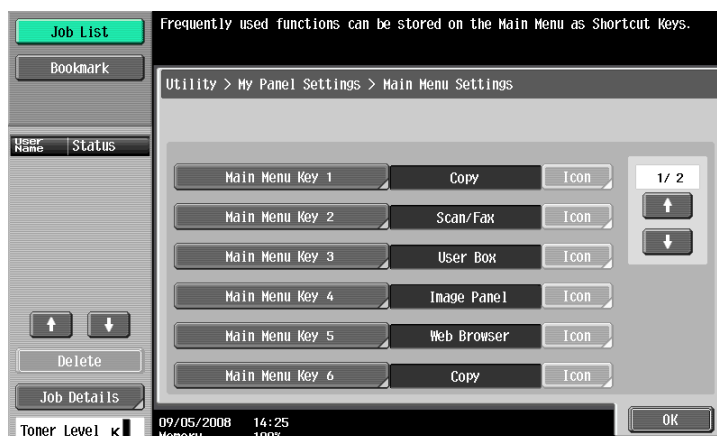 Job List
Bookmark
User Name Status
Delete
Job Details
Toner Level K
Frequently used functions can be stored on the Main Menu as Shortcut Keys.
Utility > My Panel Settings > Main Menu Settings
Main Menu Key 1 Copy Icon
Main Menu Key 2 Scan/Fax Icon
Main Menu Key 3 User Box Icon
Main Menu Key 4 Image Panel Icon
Main Menu Key 5 Web Browser Icon
Main Menu Key 6 Copy Icon
1/ 2
09/05/2008 14:25
Memory 100%
OK